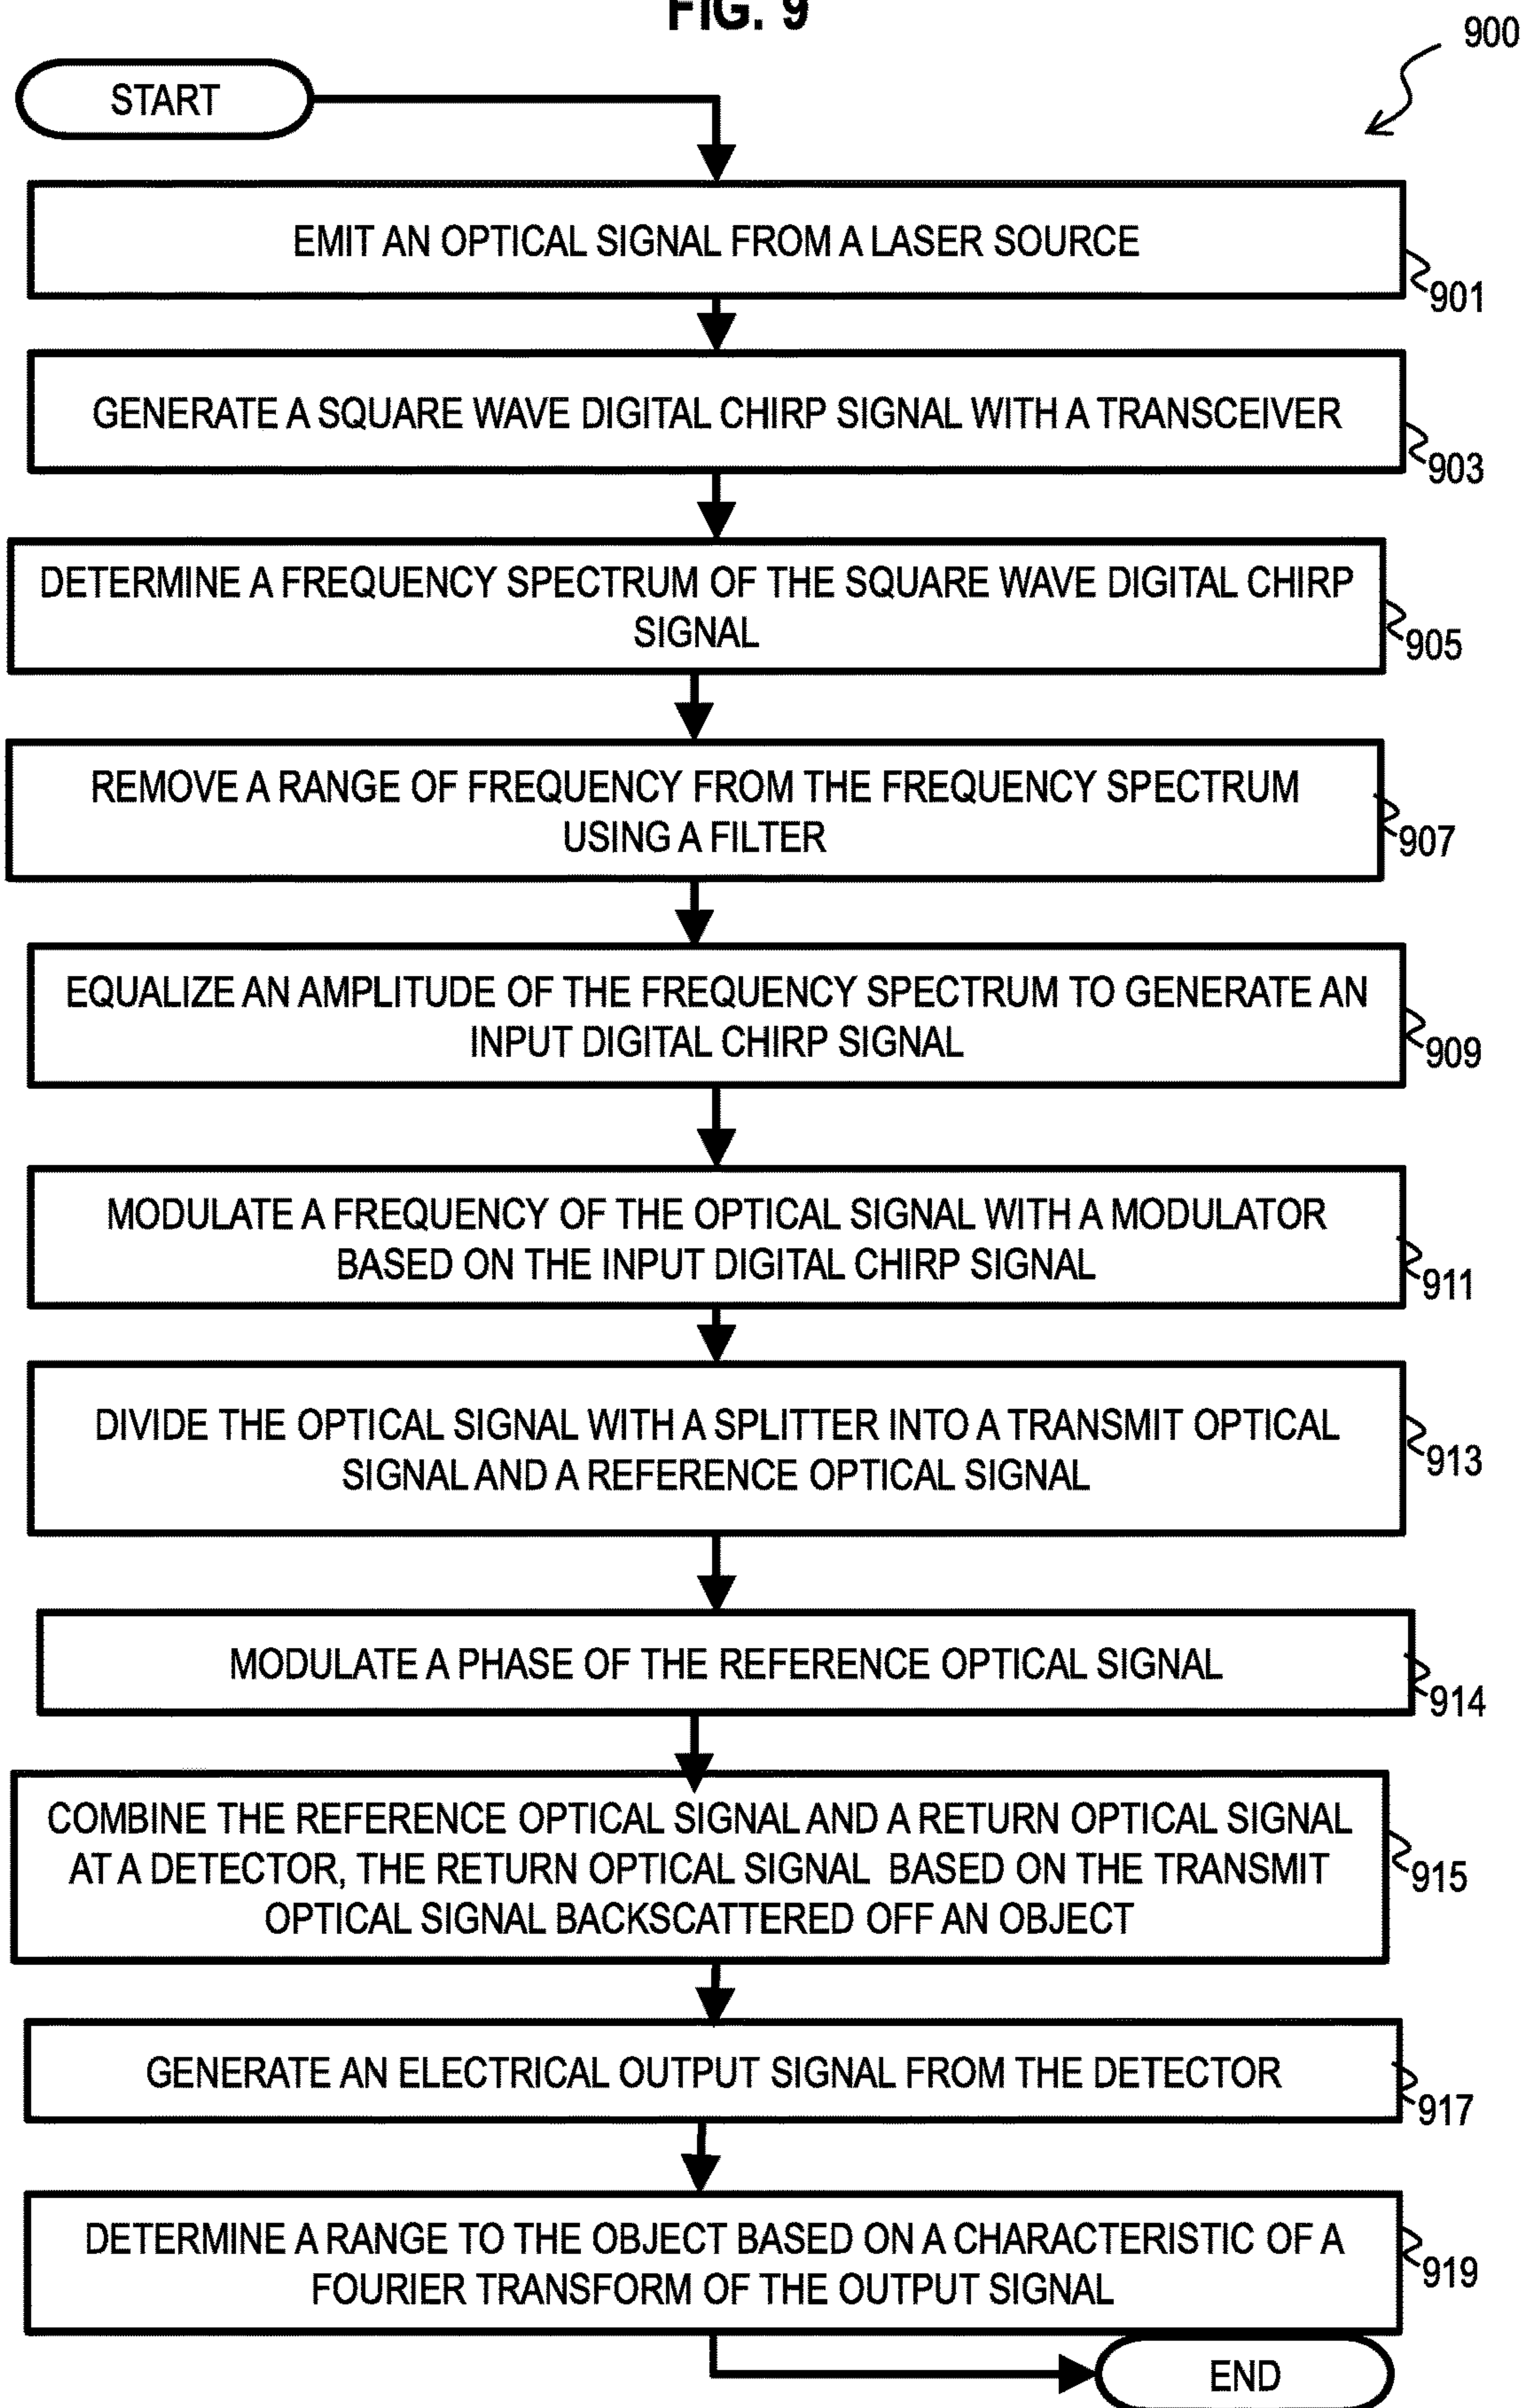 FIG. 9
900
START
EMIT AN OPTICAL SIGNAL FROM A LASER SOURCE
901
GENERATE A SQUARE WAVE DIGITAL CHIRP SIGNAL WITH A TRANSCEIVER
903
DETERMINE A FREQUENCY SPECTRUM OF THE SQUARE WAVE DIGITAL CHIRP
SIGNAL
905
REMOVE A RANGE OF FREQUENCY FROM THE FREQUENCY SPECTRUM
USING A FILTER
907
EQUALIZE AN AMPLITUDE OF THE FREQUENCY SPECTRUM TO GENERATE AN
INPUT DIGITAL CHIRP SIGNAL
909
MODULATE A FREQUENCY OF THE OPTICAL SIGNAL WITH A MODULATOR
BASED ON THE INPUT DIGITAL CHIRP SIGNAL
911
DIVIDE THE OPTICAL SIGNAL WITH A SPLITTER INTO A TRANSMIT OPTICAL
SIGNAL AND A REFERENCE OPTICAL SIGNAL
913
MODULATE A PHASE OF THE REFERENCE OPTICAL SIGNAL
914
COMBINE THE REFERENCE OPTICAL SIGNAL AND A RETURN OPTICAL SIGNAL
AT A DETECTOR, THE RETURN OPTICAL SIGNAL BASED ON THE TRANSMIT
OPTICAL SIGNAL BACKSCATTERED OFF AN OBJECT
915
GENERATE AN ELECTRICAL OUTPUT SIGNAL FROM THE DETECTOR
917
DETERMINE A RANGE TO THE OBJECT BASED ON A CHARACTERISTIC OF A
FOURIER TRANSFORM OF THE OUTPUT SIGNAL
919
END